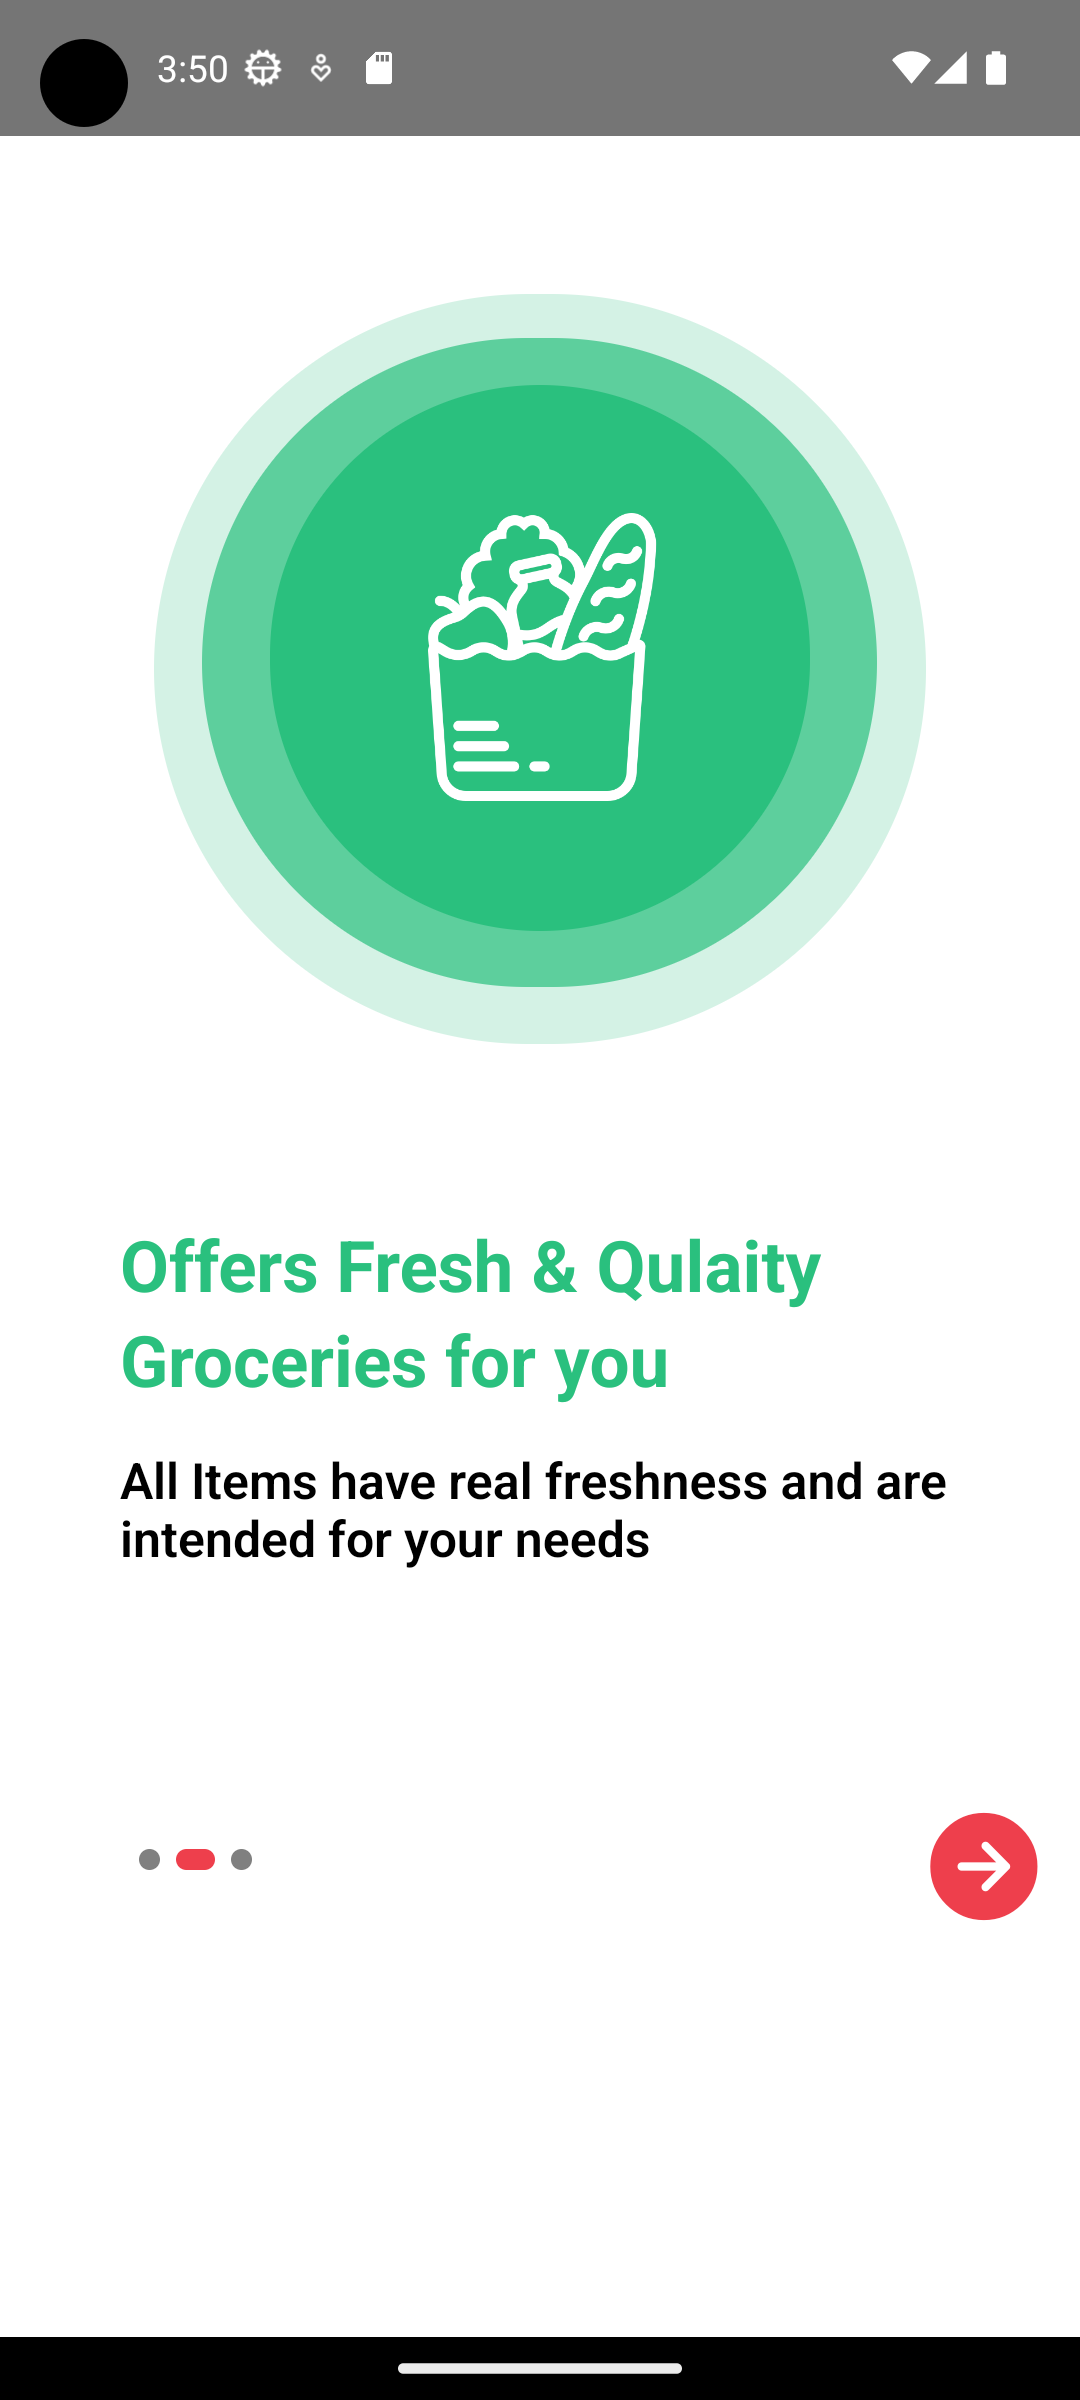 3:50
Offers Fresh & Qulaity
Groceries for you
All Items have real freshness and are
intended for your needs